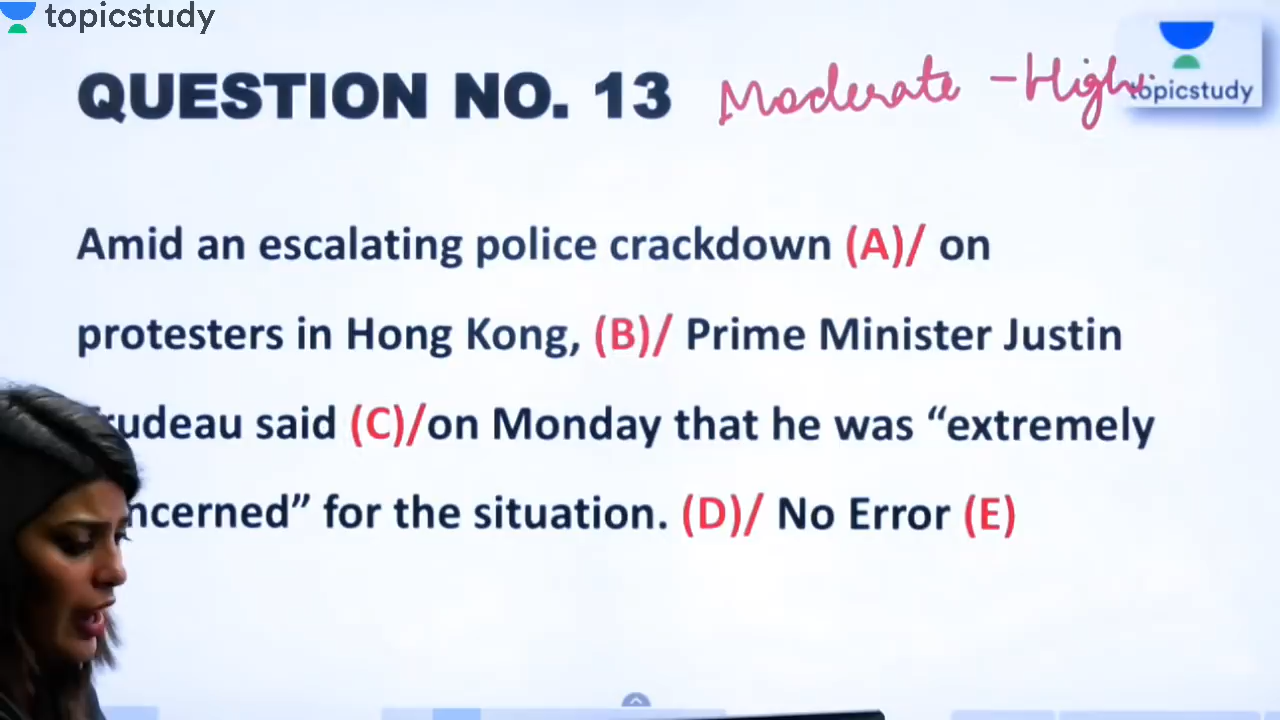 topicstudy
QUESTION NO. 13 Moderate - High
topicstudy
Amid an escalating police crackdown (A)/ on
protesters in Hong Kong, (B)/ Prime Minister Justin
rudeau said (C)/on Monday that he was “extremely
ncerned” for the situation. (D)/ No Error (E)